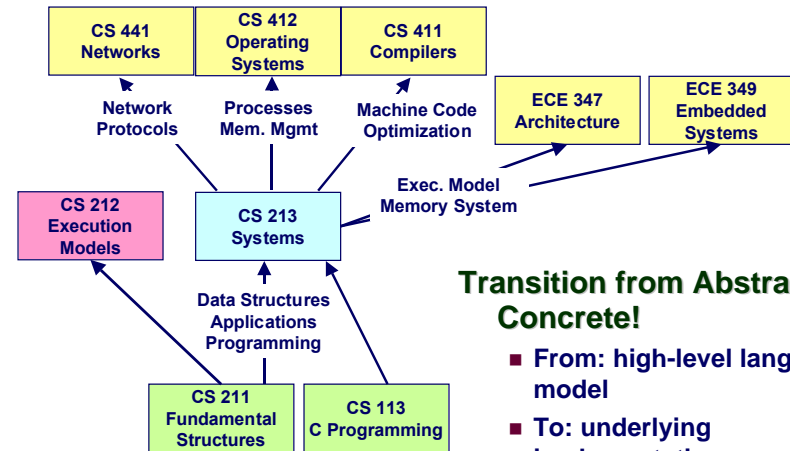 CS 441
Networks
CS 412
Operating
Systems
CS 411
Compilers
ECE 347
Architecture
ECE 349
Embedded
Systems
Network
Protocols
Processes
Mem. Mgmt
Machine Code
Optimization
Exec. Model
Memory System
CS 212
Execution
Models
CS 213
Systems
Data Structures
Applications
Programming
CS 211
Fundamental
Structures
CS 113
C Programming
Transition from Abstra
Concrete!
■ From: high-level lang
model
■ To: underlying